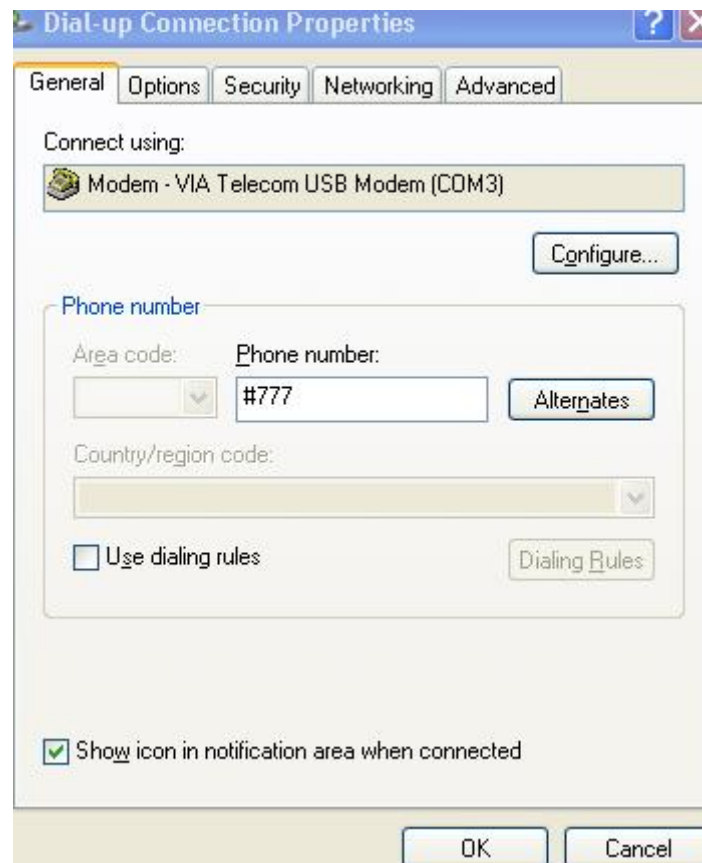 Dial-up Connection Properties ?
General Options Security Networking Advanced
Connect using:
Modem - VIA Telecom USB Modem (COM3)
Configure...
Phone number
Area code: Phone number:
#777 Alternates
Country/region code:
Use dialing rules Dialing Rules
Show icon in notification area when connected
OK Cancel